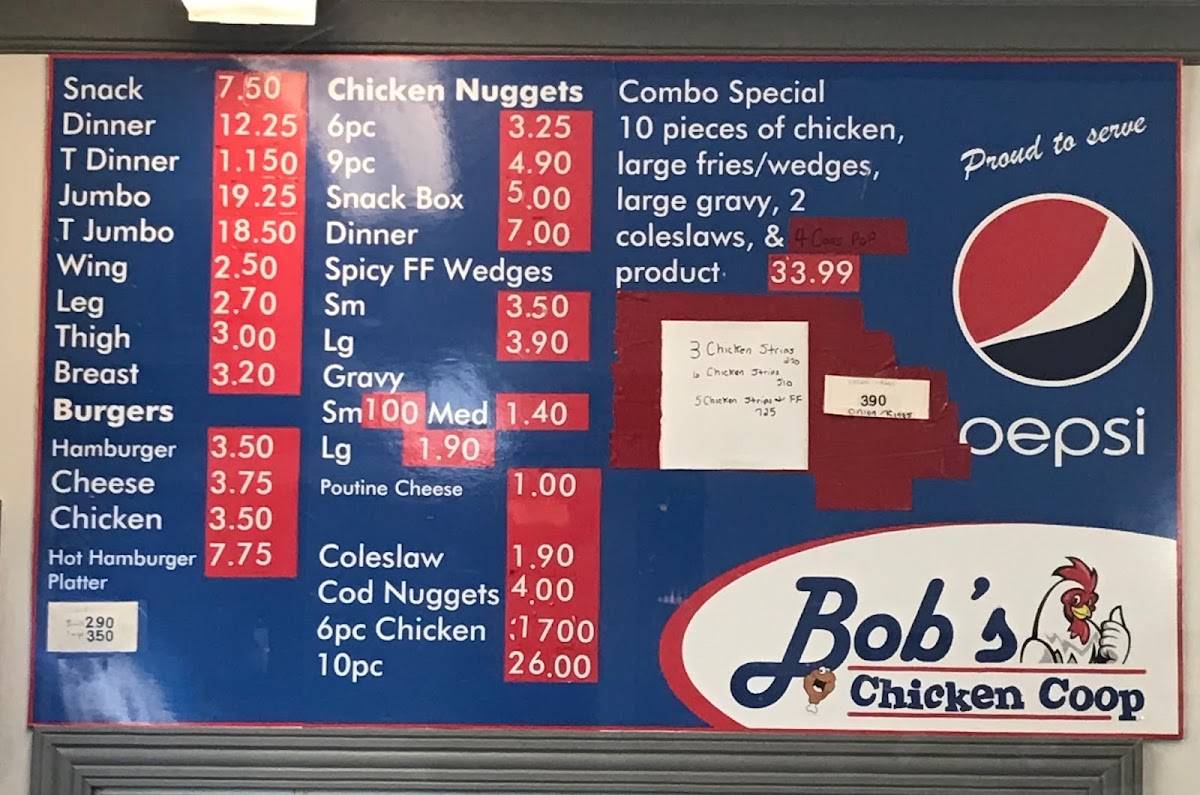 Snack 7.50
Dinner 12.25
T Dinner 1.150
Jumbo 19.25
T Jumbo 18.50
Wing 2.50
Leg 2.70
Thigh 3.00
Breast 3.20
Burgers
Hamburger 3.50
Cheese 3.75
Chicken 3.50
Hot Hamburger 7.75
Platter
290
350
Chicken Nuggets
6pc 3.25
9pc 4.90
Snack Box 5.00
Dinner 7.00
Spicy FF Wedges
Sm 3.50
Lg 3.90
Gravy
Sm 100 Med 1.40
Lg 1.90
Poutine Cheese 1.00
Coleslaw 1.90
Cod Nuggets 4.00
6pc Chicken 1700
10pc 26.00
Combo Special
10 pieces of chicken,
large fries/wedges,
large gravy, 2
coleslaws, & 4 Cans Pop
product 33.99
3 Chicken Strips
6 Chicken Strips
510
5 Chicken Strips + FF
725
390
Onion Rings
Proud to serve
pepsi
Bob's
Chicken Coop